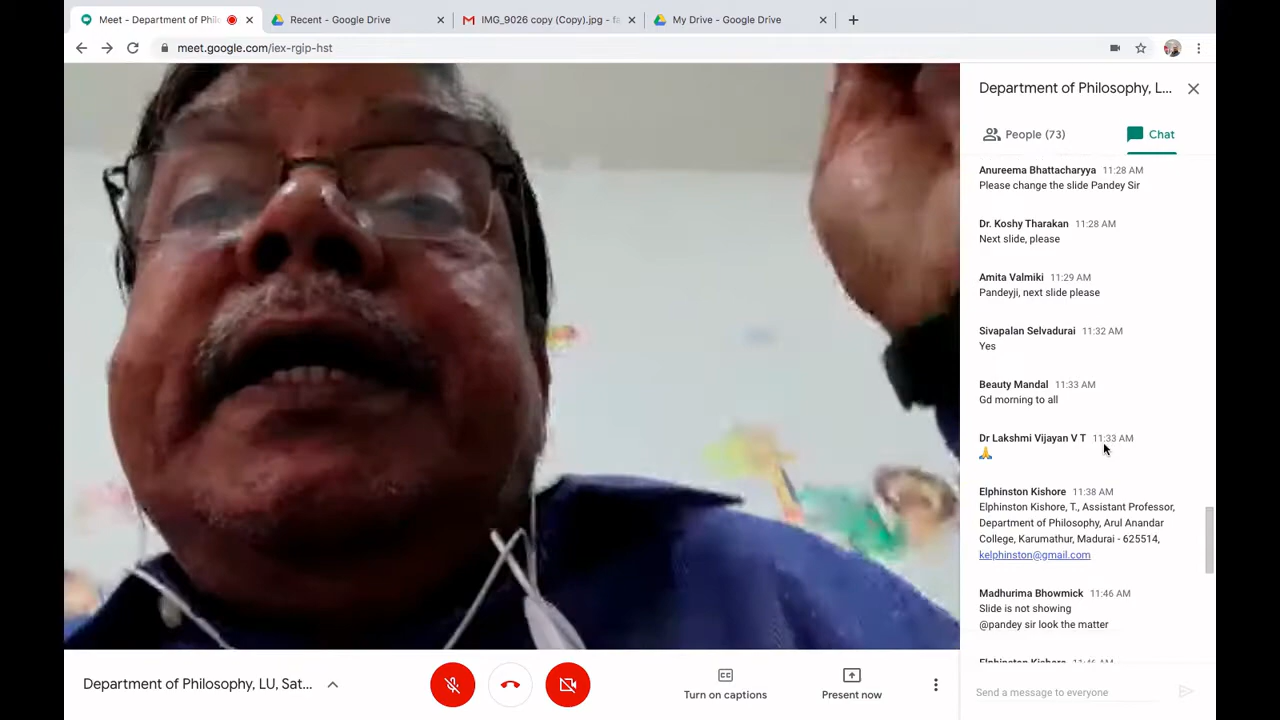 Meet - Department of Phil
Recent - Google Drive
IMG_9026 copy (Copy).jpg - fa
My Drive - Google Drive
meet.google.com/iex-rgip-hst
Department of Philosophy, L...
People (73)
Chat
Anureema Bhattacharyya 11:28 AM
Please change the slide Pandey Sir
Dr. Koshy Tharakan 11:28 AM
Next slide, please
Amita Valmiki 11:29 AM
Pandeyji, next slide please
Sivapalan Selvadurai 11:32 AM
Yes
Beauty Mandal 11:33 AM
Gd morning to all
Dr Lakshmi Vijayan V T 11:33 AM
🙏
Elphinston Kishore 11:38 AM
Elphinston Kishore, T., Assistant Professor,
Department of Philosophy, Arul Anandar
College, Karumathur, Madurai - 625514,
kelphinston@gmail.com
Madhurima Bhowmick 11:46 AM
Slide is not showing
@pandey sir look the matter
Elphinston Kishore 11:46 AM
Send a message to everyone
Department of Philosophy, LU, Sat...
Turn on captions
Present now